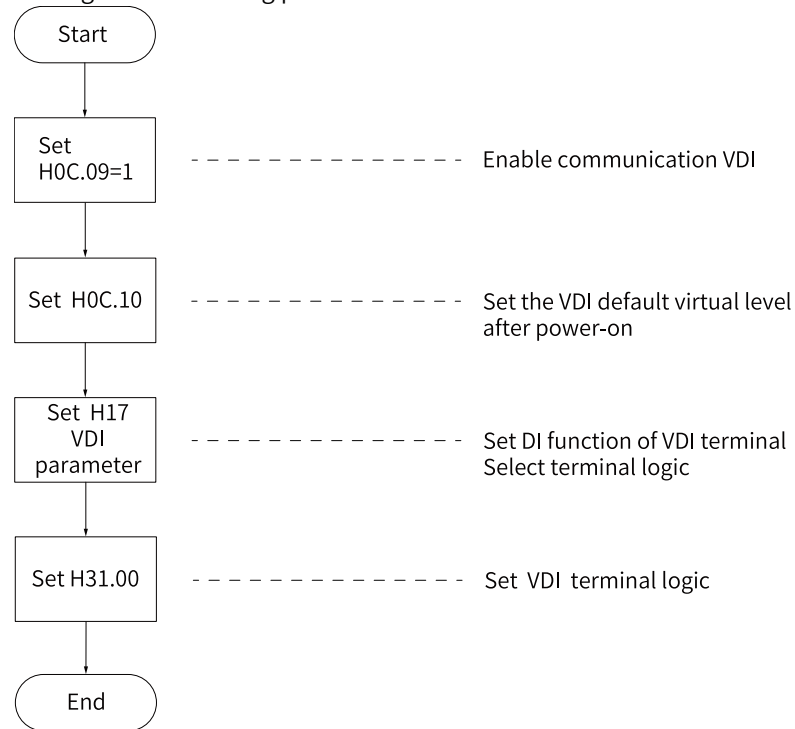 Start
Set
H0C.09=1
Enable communication VDI
Set H0C.10
Set the VDI default virtual level
after power-on
Set H17
VDI
parameter
Set DI function of VDI terminal
Select terminal logic
Set H31.00
Set VDI terminal logic
End